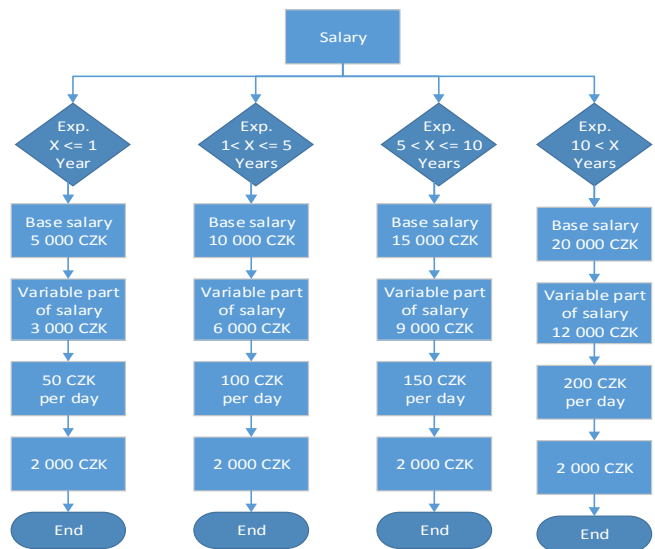 Salary
Exp.
X <= 1
Year
Exp.
1< X <= 5
Years
Exp.
5 < X <= 10
Years
Exp.
10 < X
Years
Base salary
5 000 CZK
Base salary
10 000 CZK
Base salary
15 000 CZK
Base salary
20 000 CZK
Variable part
of salary
3 000 CZK
Variable part
of salary
6 000 CZK
Variable part
of salary
9 000 CZK
Variable part
of salary
12 000 CZK
50 CZK
per day
100 CZK
per day
150 CZK
per day
200 CZK
per day
2 000 CZK
2 000 CZK
2 000 CZK
2 000 CZK
End
End
End
End